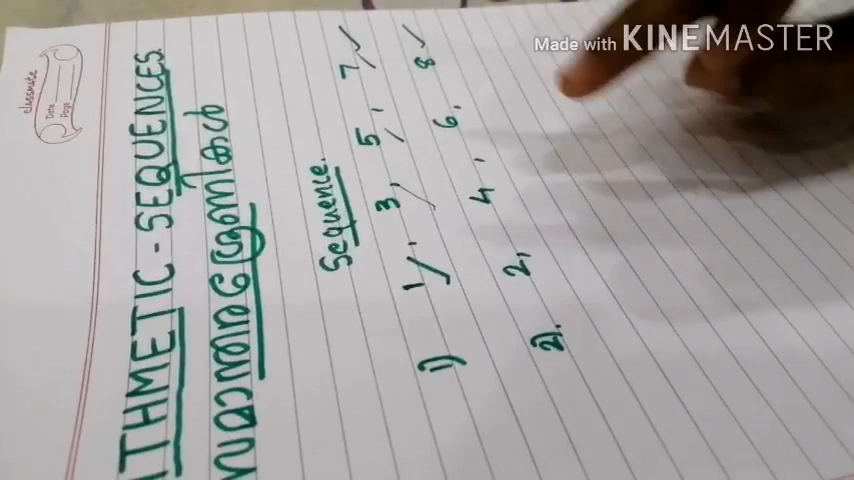 Made with KINEMASTER
classmate
Date
Page
ITHMETIC - SEQUENCES.
സമാന്തരശ്രേണികൾ
Sequence.
1) 1, 3, 5, 7
2). 2, 4, 6, 8